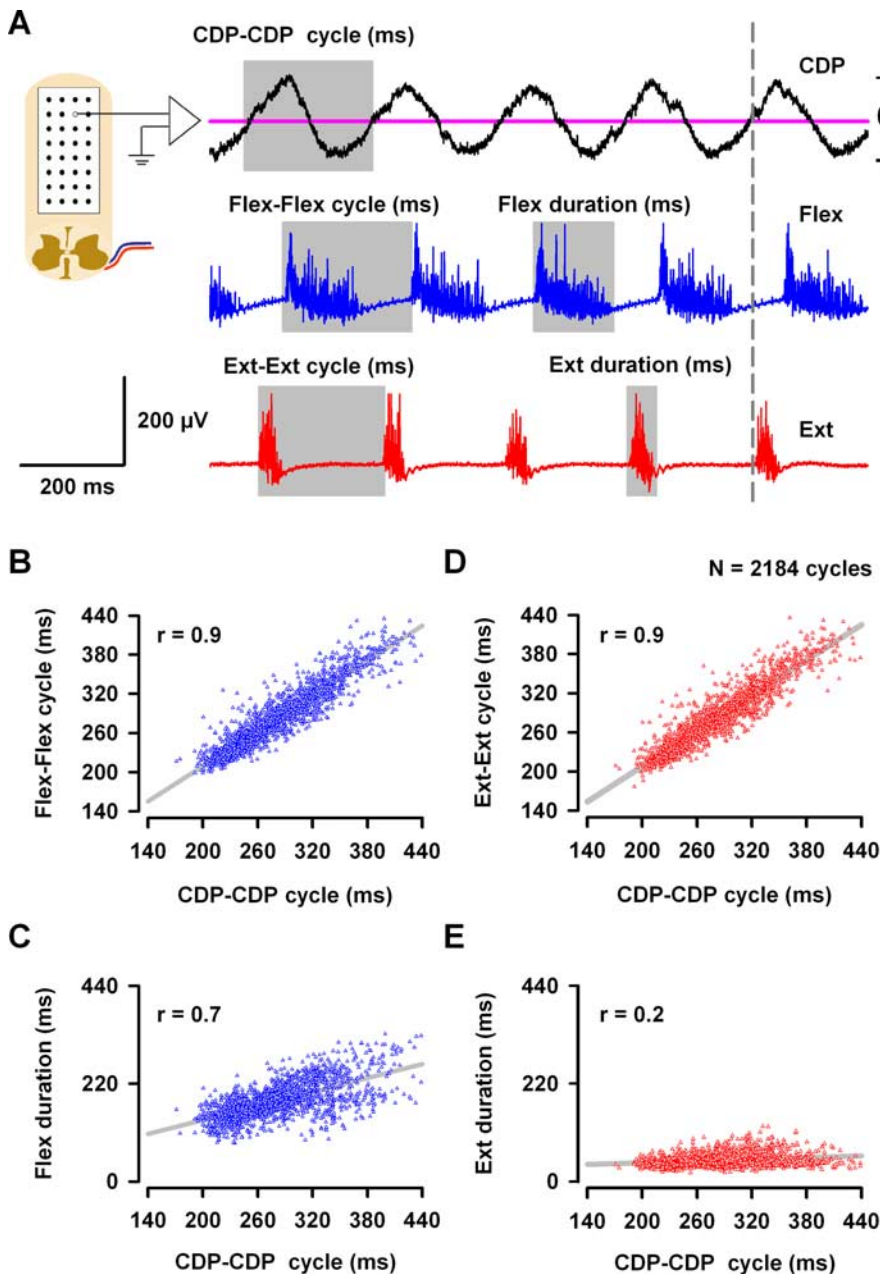 A
CDP-CDP cycle (ms)
CDP
Flex-Flex cycle (ms) Flex duration (ms)
Flex
Ext-Ext cycle (ms) Ext duration (ms)
Ext
200 µV
200 ms
B
r = 0.9
Flex-Flex cycle (ms)
440
380
320
260
200
140
140 200 260 320 380 440
CDP-CDP cycle (ms)
D
N = 2184 cycles
r = 0.9
Ext-Ext cycle (ms)
440
380
320
260
200
140
140 200 260 320 380 440
CDP-CDP cycle (ms)
C
r = 0.7
Flex duration (ms)
440
220
0
140 200 260 320 380 440
CDP-CDP cycle (ms)
E
r = 0.2
Ext duration (ms)
440
220
0
140 200 260 320 380 440
CDP-CDP cycle (ms)